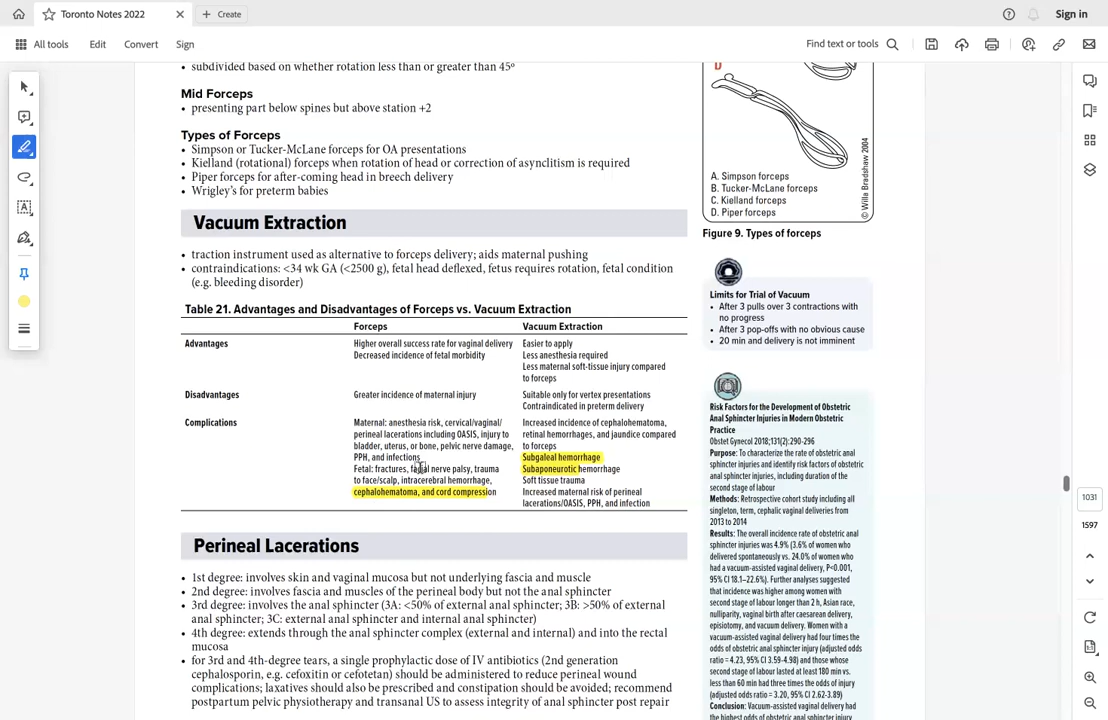 Toronto Notes 2022
Create
Sign in
All tools
Edit
Convert
Sign
Find text or tools
• subdivided based on whether rotation less than or greater than 45º
Mid Forceps
• presenting part below spines but above station +2
Types of Forceps
• Simpson or Tucker-McLane forceps for OA presentations
• Kielland (rotational) forceps when rotation of head or correction of asynclitism is required
• Piper forceps for after-coming head in breech delivery
• Wrigley's for preterm babies
Vacuum Extraction
• traction instrument used as alternative to forceps delivery; aids maternal pushing
• contraindications: <34 wk GA (<2500 g), fetal head deflexed, fetus requires rotation, fetal condition
(e.g. bleeding disorder)
Table 21. Advantages and Disadvantages of Forceps vs. Vacuum Extraction
Forceps
Vacuum Extraction
Advantages
Higher overall success rate for vaginal delivery
Decreased incidence of fetal morbidity
Easier to apply
Less anesthesia required
Less maternal soft-tissue injury compared
to forceps
Disadvantages
Greater incidence of maternal injury
Suitable only for vertex presentations
Contraindicated in preterm delivery
Complications
Maternal: anesthesia risk, cervical/vaginal/
perineal lacerations including OASIS, injury to
bladder, uterus, or bone, pelvic nerve damage,
PPH, and infections
Fetal: fractures, facial nerve palsy, trauma
to face/scalp, intracerebral hemorrhage,
cephalohematoma, and cord compression
Increased incidence of cephalohematoma,
retinal hemorrhages, and jaundice compared
to forceps
Subgaleal hemorrhage
Subaponeurotic hemorrhage
Soft tissue trauma
Increased maternal risk of perineal
lacerations/OASIS, PPH, and infection
Perineal Lacerations
• 1st degree: involves skin and vaginal mucosa but not underlying fascia and muscle
• 2nd degree: involves fascia and muscles of the perineal body but not the anal sphincter
• 3rd degree: involves the anal sphincter (3A: <50% of external anal sphincter; 3B: >50% of external
anal sphincter; 3C: external anal sphincter and internal anal sphincter)
• 4th degree: extends through the anal sphincter complex (external and internal) and into the rectal
mucosa
• for 3rd and 4th-degree tears, a single prophylactic dose of IV antibiotics (2nd generation
cephalosporin, e.g. cefoxitin or cefotetan) should be administered to reduce perineal wound
complications; laxatives should also be prescribed and constipation should be avoided; recommend
postpartum pelvic physiotherapy and transanal US to assess integrity of anal sphincter post repair
D
A. Simpson forceps
B. Tucker-McLane forceps
C. Kielland forceps
D. Piper forceps
© Willa Bradshaw 2004
Figure 9. Types of forceps
Limits for Trial of Vacuum
• After 3 pulls over 3 contractions with
no progress
• After 3 pop-offs with no obvious cause
• 20 min and delivery is not imminent
Risk Factors for the Development of Obstetric
Anal Sphincter Injuries in Modern Obstetric
Practice
Obstet Gynecol 2018;131(2):290-296
Purpose: To characterize the rate of obstetric anal
sphincter injuries and identify risk factors of obstetric
anal sphincter injuries, including duration of the
second stage of labour
Methods: Retrospective cohort study including all
singleton, term, cephalic vaginal deliveries from
2013 to 2014
Results: The overall incidence rate of obstetric anal
sphincter injuries was 4.9% (3.6% of women who
delivered spontaneously vs. 24.0% of women who
had a vacuum-assisted vaginal delivery, P<0.001,
95% CI 18.1–22.6%). Further analyses suggested
that incidence was higher among women with
second stage of labour longer than 2 h, Asian race,
nulliparity, vaginal birth after caesarean delivery,
episiotomy, and vacuum delivery. Women with a
vacuum-assisted vaginal delivery had four times the
odds of obstetric anal sphincter injury (adjusted odds
ratio = 4.23, 95% CI 3.59-4.98) and those whose
second stage of labour lasted at least 180 min vs.
less than 60 min had three times the odds of injury
(adjusted odds ratio = 3.20, 95% CI 2.62-3.89)
Conclusion: Vacuum-assisted vaginal delivery had
the highest odds of obstetric anal sphincter injury
1031
1597